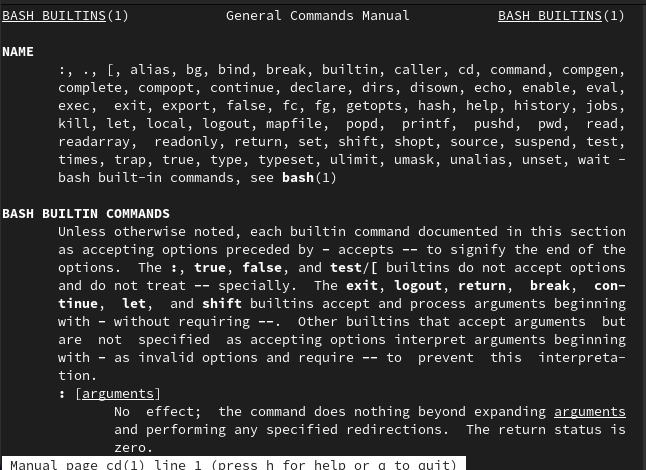 BASH BUILTINS(1) General Commands Manual BASH BUILTINS(1)
NAME
:, ., [, alias, bg, bind, break, builtin, caller, cd, command, compgen,
complete, compopt, continue, declare, dirs, disown, echo, enable, eval,
exec, exit, export, false, fc, fg, getopts, hash, help, history, jobs,
kill, let, local, logout, mapfile, popd, printf, pushd, pwd, read,
readarray, readonly, return, set, shift, shopt, source, suspend, test,
times, trap, true, type, typeset, ulimit, umask, unalias, unset, wait -
bash built-in commands, see bash(1)
BASH BUILTIN COMMANDS
Unless otherwise noted, each builtin command documented in this section
as accepting options preceded by - accepts -- to signify the end of the
options. The :, true, false, and test/[ builtins do not accept options
and do not treat -- specially. The exit, logout, return, break, con-
tinue, let, and shift builtins accept and process arguments beginning
with - without requiring --. Other builtins that accept arguments but
are not specified as accepting options interpret arguments beginning
with - as invalid options and require -- to prevent this interpreta-
tion.
: [arguments]
No effect; the command does nothing beyond expanding arguments
and performing any specified redirections. The return status is
zero.
Manual page cd(1) line 1 (press h for help or q to quit)